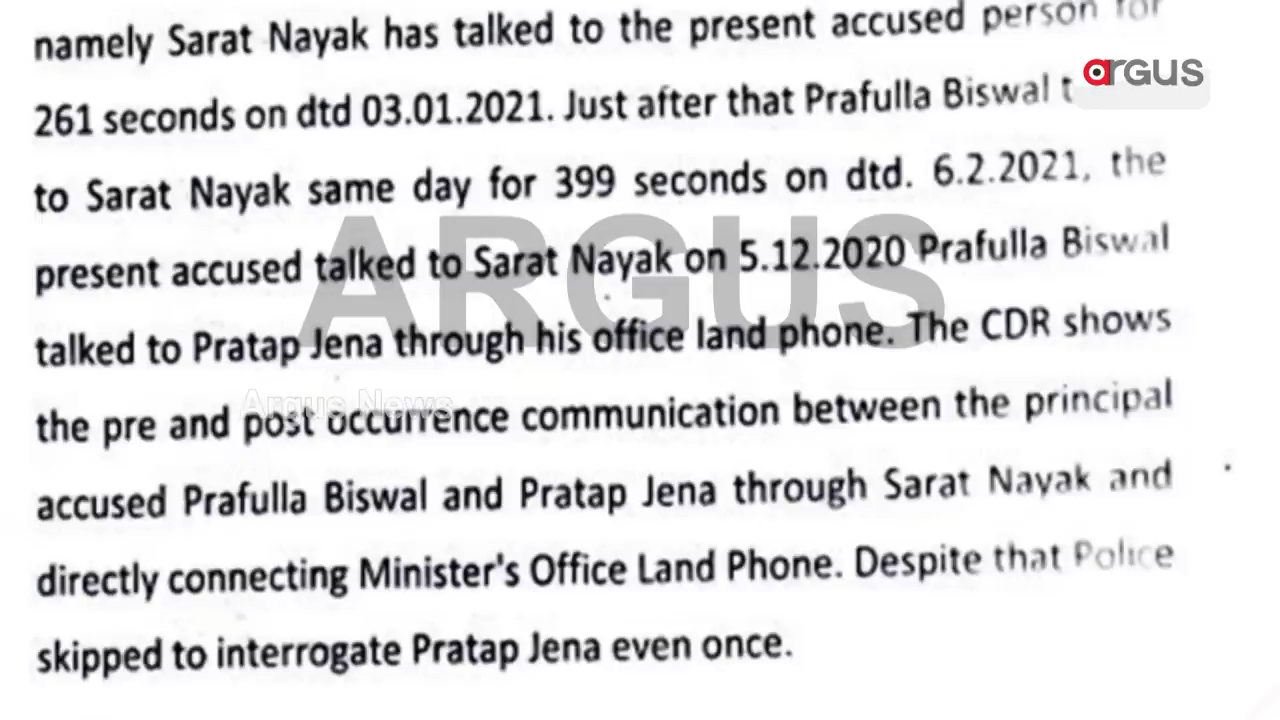 namely Sarat Nayak has talked to the present accused person for
261 seconds on dtd 03.01.2021. Just after that Prafulla Biswal
to Sarat Nayak same day for 399 seconds on dtd. 6.2.2021, the
present accused talked to Sarat Nayak on 5.12.2020 Prafulla Biswal
talked to Pratap Jena through his office land phone. The CDR shows
the pre and post occurrence communication between the principal
accused Prafulla Biswal and Pratap Jena through Sarat Nayak and
directly connecting Minister's Office Land Phone. Despite that Police
skipped to interrogate Pratap Jena even once.
argus
ARGUS
Argus News